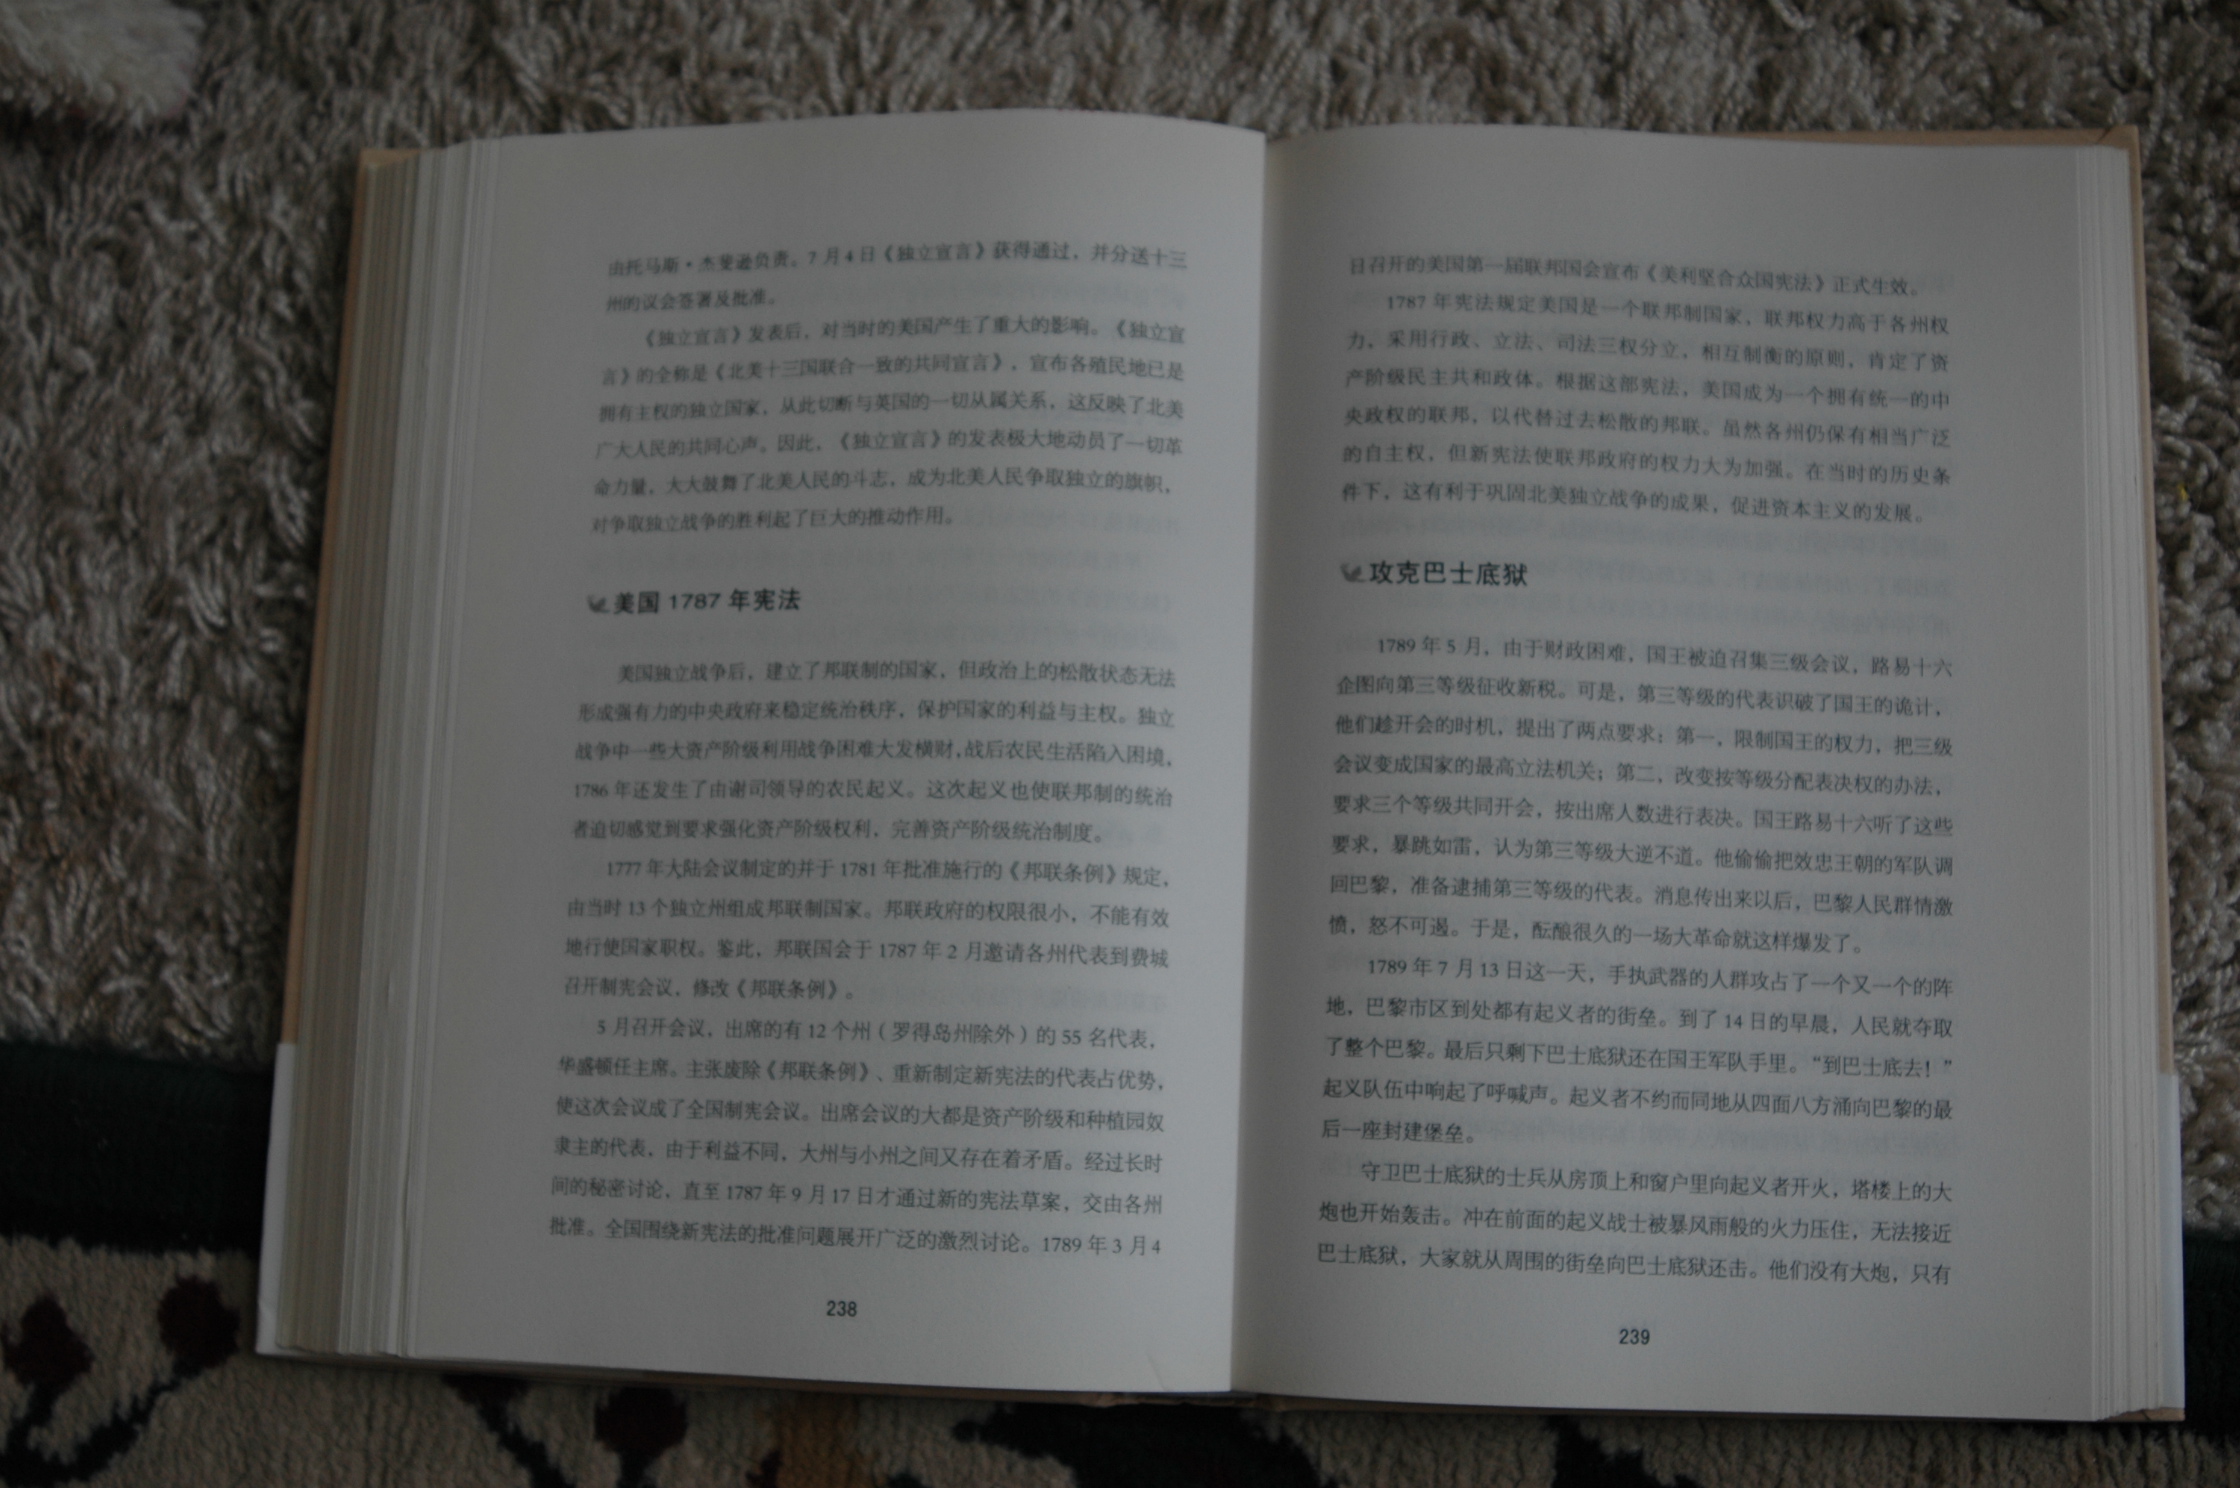 由托马斯·杰斐逊负责。7月4日《独立宣言》获得通过，并分送十三
州的议会签署及批准。
《独立宣言》发表后，对当时的美国产生了重大的影响。《独立宣
言》的全称是《北美十三国联合一致的共同宣言》，宣布各殖民地已是
拥有主权的独立国家，从此切断与英国的一切从属关系，这反映了北美
广大人民的共同心声。因此，《独立宣言》的发表极大地动员了一切革
命力量，大大鼓舞了北美人民的斗志，成为北美人民争取独立的旗帜，
对争取独立战争的胜利起了巨大的推动作用。
美国1787年宪法
美国独立战争后，建立了邦联制的国家，但政治上的松散状态无法
形成强有力的中央政府来稳定统治秩序，保护国家的利益与主权。独立
战争中一些大资产阶级利用战争困难大发横财,战后农民生活陷入困境，
1786年还发生了由谢司领导的农民起义。这次起义也使联邦制的统治
者迫切感觉到要求强化资产阶级权利，完善资产阶级统治制度。
1777年大陆会议制定的并于1781年批准施行的《邦联条例》规定，
由当时13个独立州组成邦联制国家。邦联政府的权限很小，不能有效
地行使国家职权。鉴此，邦联国会于1787年2月邀请各州代表到费城
召开制宪会议，修改《邦联条例》。
5月召开会议，出席的有12个州（罗得岛州除外）的55名代表，
华盛顿任主席。主张废除《邦联条例》、重新制定新宪法的代表占优势，
使这次会议成了全国制宪会议。出席会议的大都是资产阶级和种植园奴
隶主的代表，由于利益不同，大州与小州之间又存在着矛盾。经过长时
间的秘密讨论，直至1787年9月17日才通过新的宪法草案，交由各州
批准。全国围绕新宪法的批准问题展开广泛的激烈讨论。1789年3月4
238
日召开的美国第一届联邦国会宣布《美利坚合众国宪法》正式生效。
1787年宪法规定美国是一个联邦制国家，联邦权力高于各州权
力，采用行政、立法、司法三权分立，相互制衡的原则，肯定了资
产阶级民主共和政体。根据这部宪法，美国成为一个拥有统一的中
央政权的联邦，以代替过去松散的邦联。虽然各州仍保有相当广泛
的自主权，但新宪法使联邦政府的权力大为加强。在当时的历史条
件下，这有利于巩固北美独立战争的成果，促进资本主义的发展。
攻克巴士底狱
1789年5月，由于财政困难，国王被迫召集三级会议，路易十六
企图向第三等级征收新税。可是，第三等级的代表识破了国王的诡计，
他们趁开会的时机，提出了两点要求：第一，限制国王的权力，把三级
会议变成国家的最高立法机关；第二，改变按等级分配表决权的办法，
要求三个等级共同开会，按出席人数进行表决。国王路易十六听了这些
要求，暴跳如雷，认为第三等级大逆不道。他偷偷把效忠王朝的军队调
回巴黎，准备逮捕第三等级的代表。消息传出来以后，巴黎人民群情激
愤，怒不可遏。于是，酝酿很久的一场大革命就这样爆发了。
1789年7月13日这一天，手执武器的人群攻占了一个又一个的阵
地，巴黎市区到处都有起义者的街垒。到了14日的早晨，人民就夺取
了整个巴黎。最后只剩下巴士底狱还在国王军队手里。“到巴士底去！”
起义队伍中响起了呼喊声。起义者不约而同地从四面八方涌向巴黎的最
后一座封建堡垒。
守卫巴士底狱的士兵从房顶上和窗户里向起义者开火，塔楼上的大
炮也开始轰击。冲在前面的起义战士被暴风雨般的火力压住，无法接近
巴士底狱，大家就从周围的街垒向巴士底狱还击。他们没有大炮，只有
239